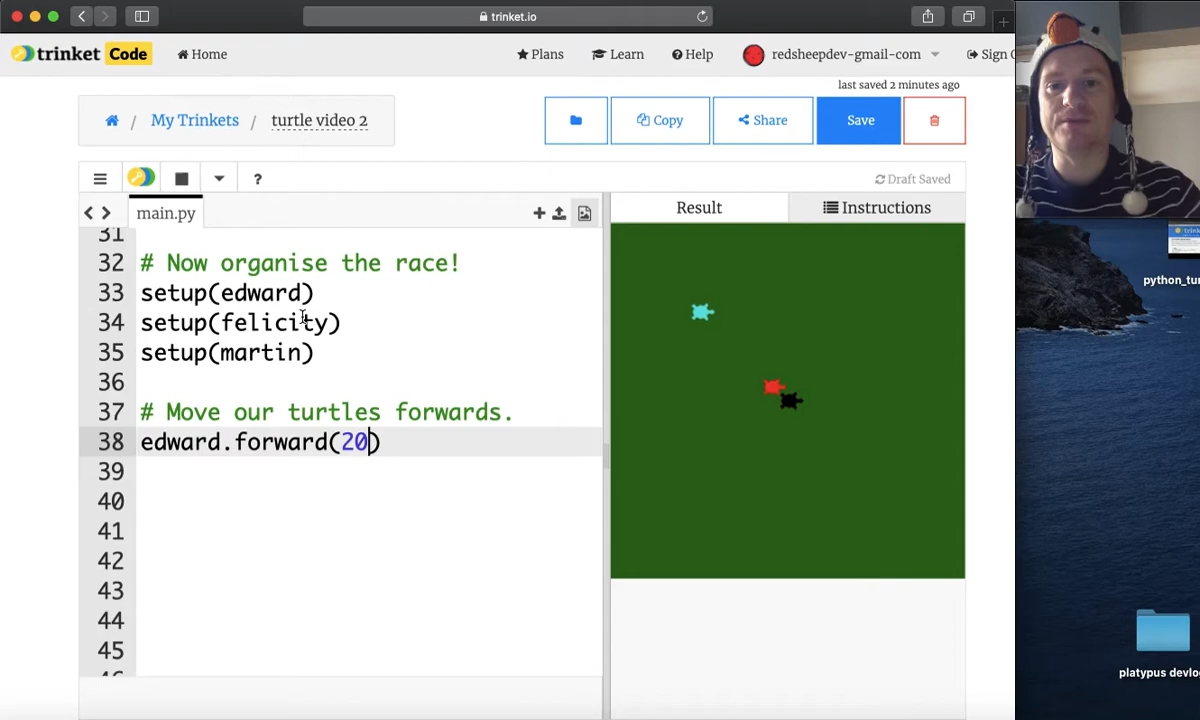 trinket.io
trinket Code
Home
Plans
Learn
Help
redsheepdev-gmail-com
Sign
last saved 2 minutes ago
/ My Trinkets / turtle video 2
Copy
Share
Save
?
Draft Saved
main.py
Result
Instructions
31
32 # Now organise the race!
33 setup(edward)
34 setup(felicity)
35 setup(martin)
36
37 # Move our turtles forwards.
38 edward.forward(20)
39
40
41
42
43
44
45
python_tur
platypus devlo